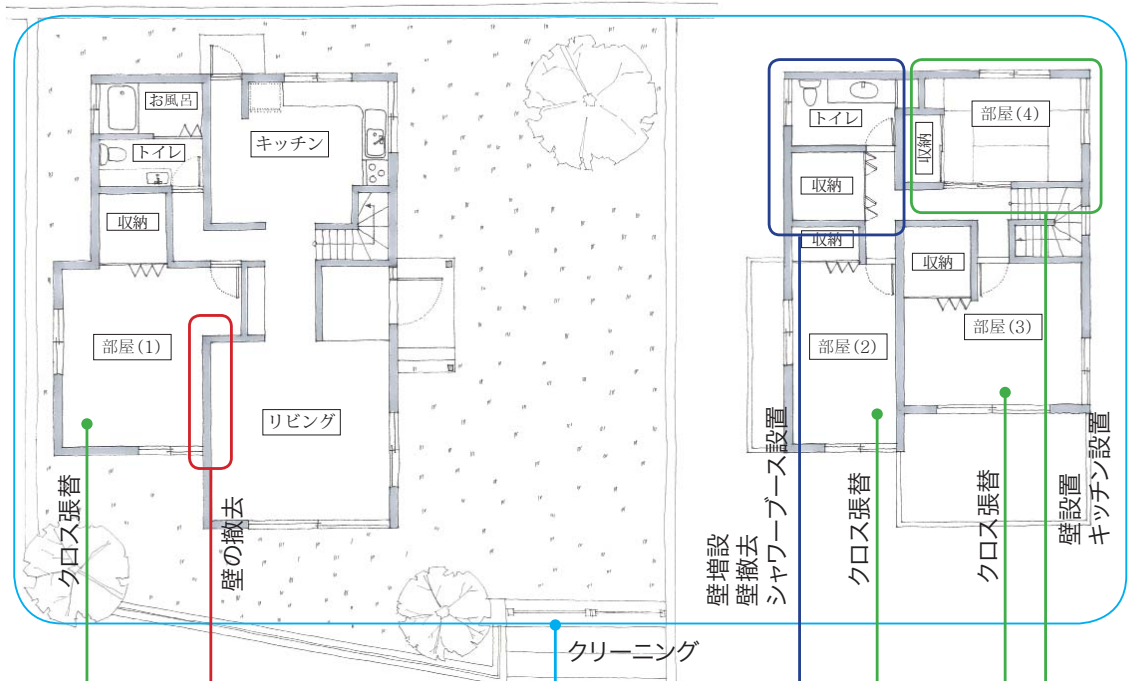 お風呂
キッチン
トイレ
収納
部屋(1)
リビング
トイレ
部屋(4)
収納
収納
収納
収納
部屋(2)
部屋(3)
クロス張替
壁の撤去
クリーニング
壁増設
壁撤去
シャワーブース設置
クロス張替
クロス張替
壁設置
キッチン設置